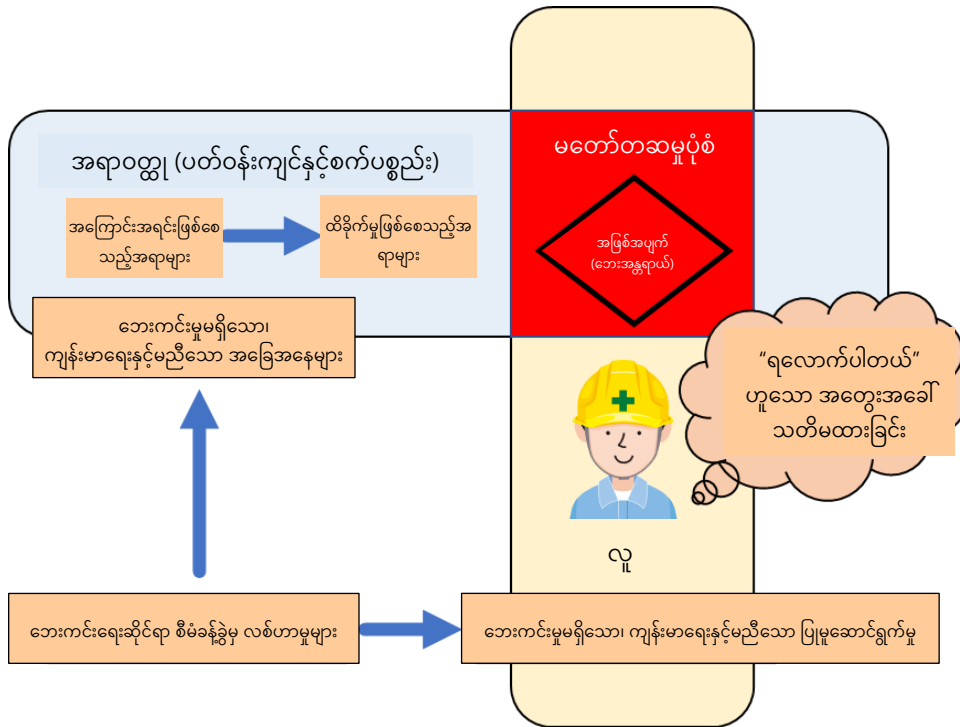 မတော်တဆမှုပုံစံ
အရာဝတ္ထု (ပတ်ဝန်းကျင်နှင့်စက်ပစ္စည်း)
အကြောင်းအရင်းဖြစ်စေ
သည့်အရာများ
ထိခိုက်မှုဖြစ်စေသည့်အ
ရာများ
အဖြစ်အပျက်
(ဘေးအန္တရာယ်)
ဘေးကင်းမှုမရှိသော၊
ကျန်းမာရေးနှင့်မညီသော အခြေအနေများ
“ရလောက်ပါတယ်”
ဟူသော အတွေးအခေါ်
သတိမထားခြင်း
လူ
ဘေးကင်းရေးဆိုင်ရာ စီမံခန့်ခွဲမှ လစ်ဟာမှုများ
ဘေးကင်းမှုမရှိသော၊ ကျန်းမာရေးနှင့်မညီသော ပြုမူဆောင်ရွက်မှု